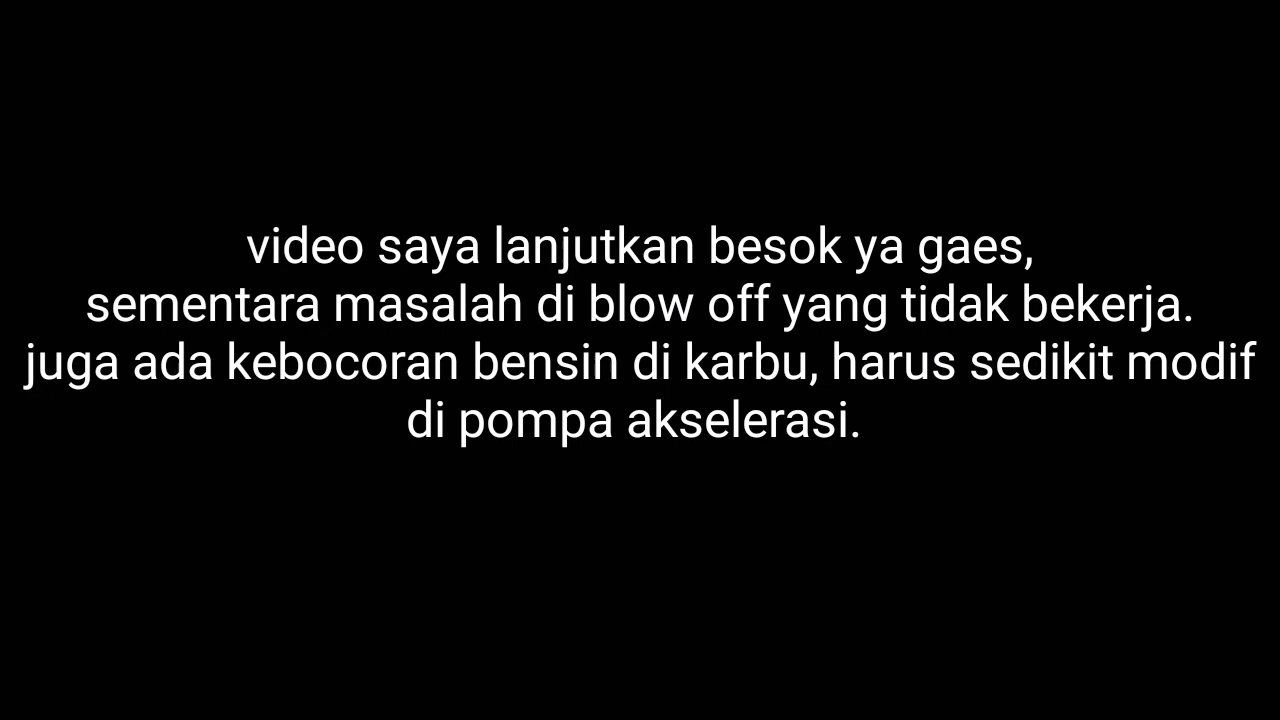 video saya lanjutkan besok ya gaes,
sementara masalah di blow off yang tidak bekerja.
juga ada kebocoran bensin di karbu, harus sedikit modif
di pompa akselerasi.